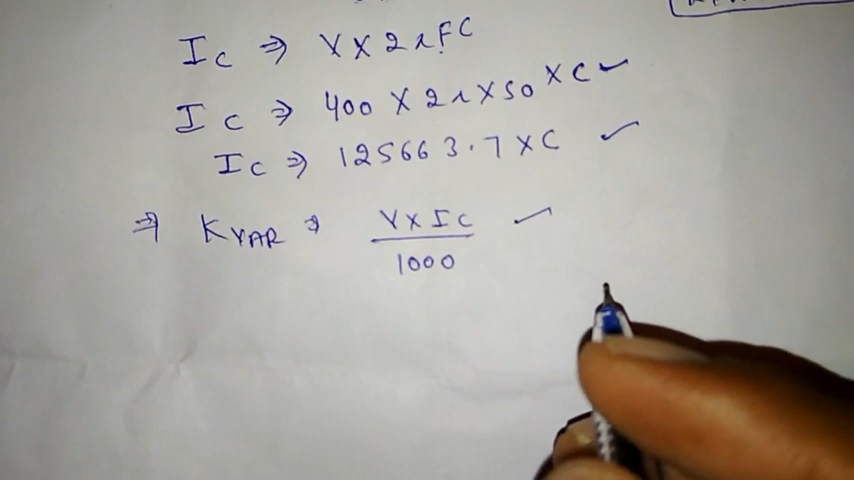 Ic ⇒ V X 2πFC
Ic ⇒ 400 X 2π X 50 X C ✓
Ic ⇒ 125663.7 X C ✓
⇒ KVAR ⇒ V X Ic / 1000 ✓